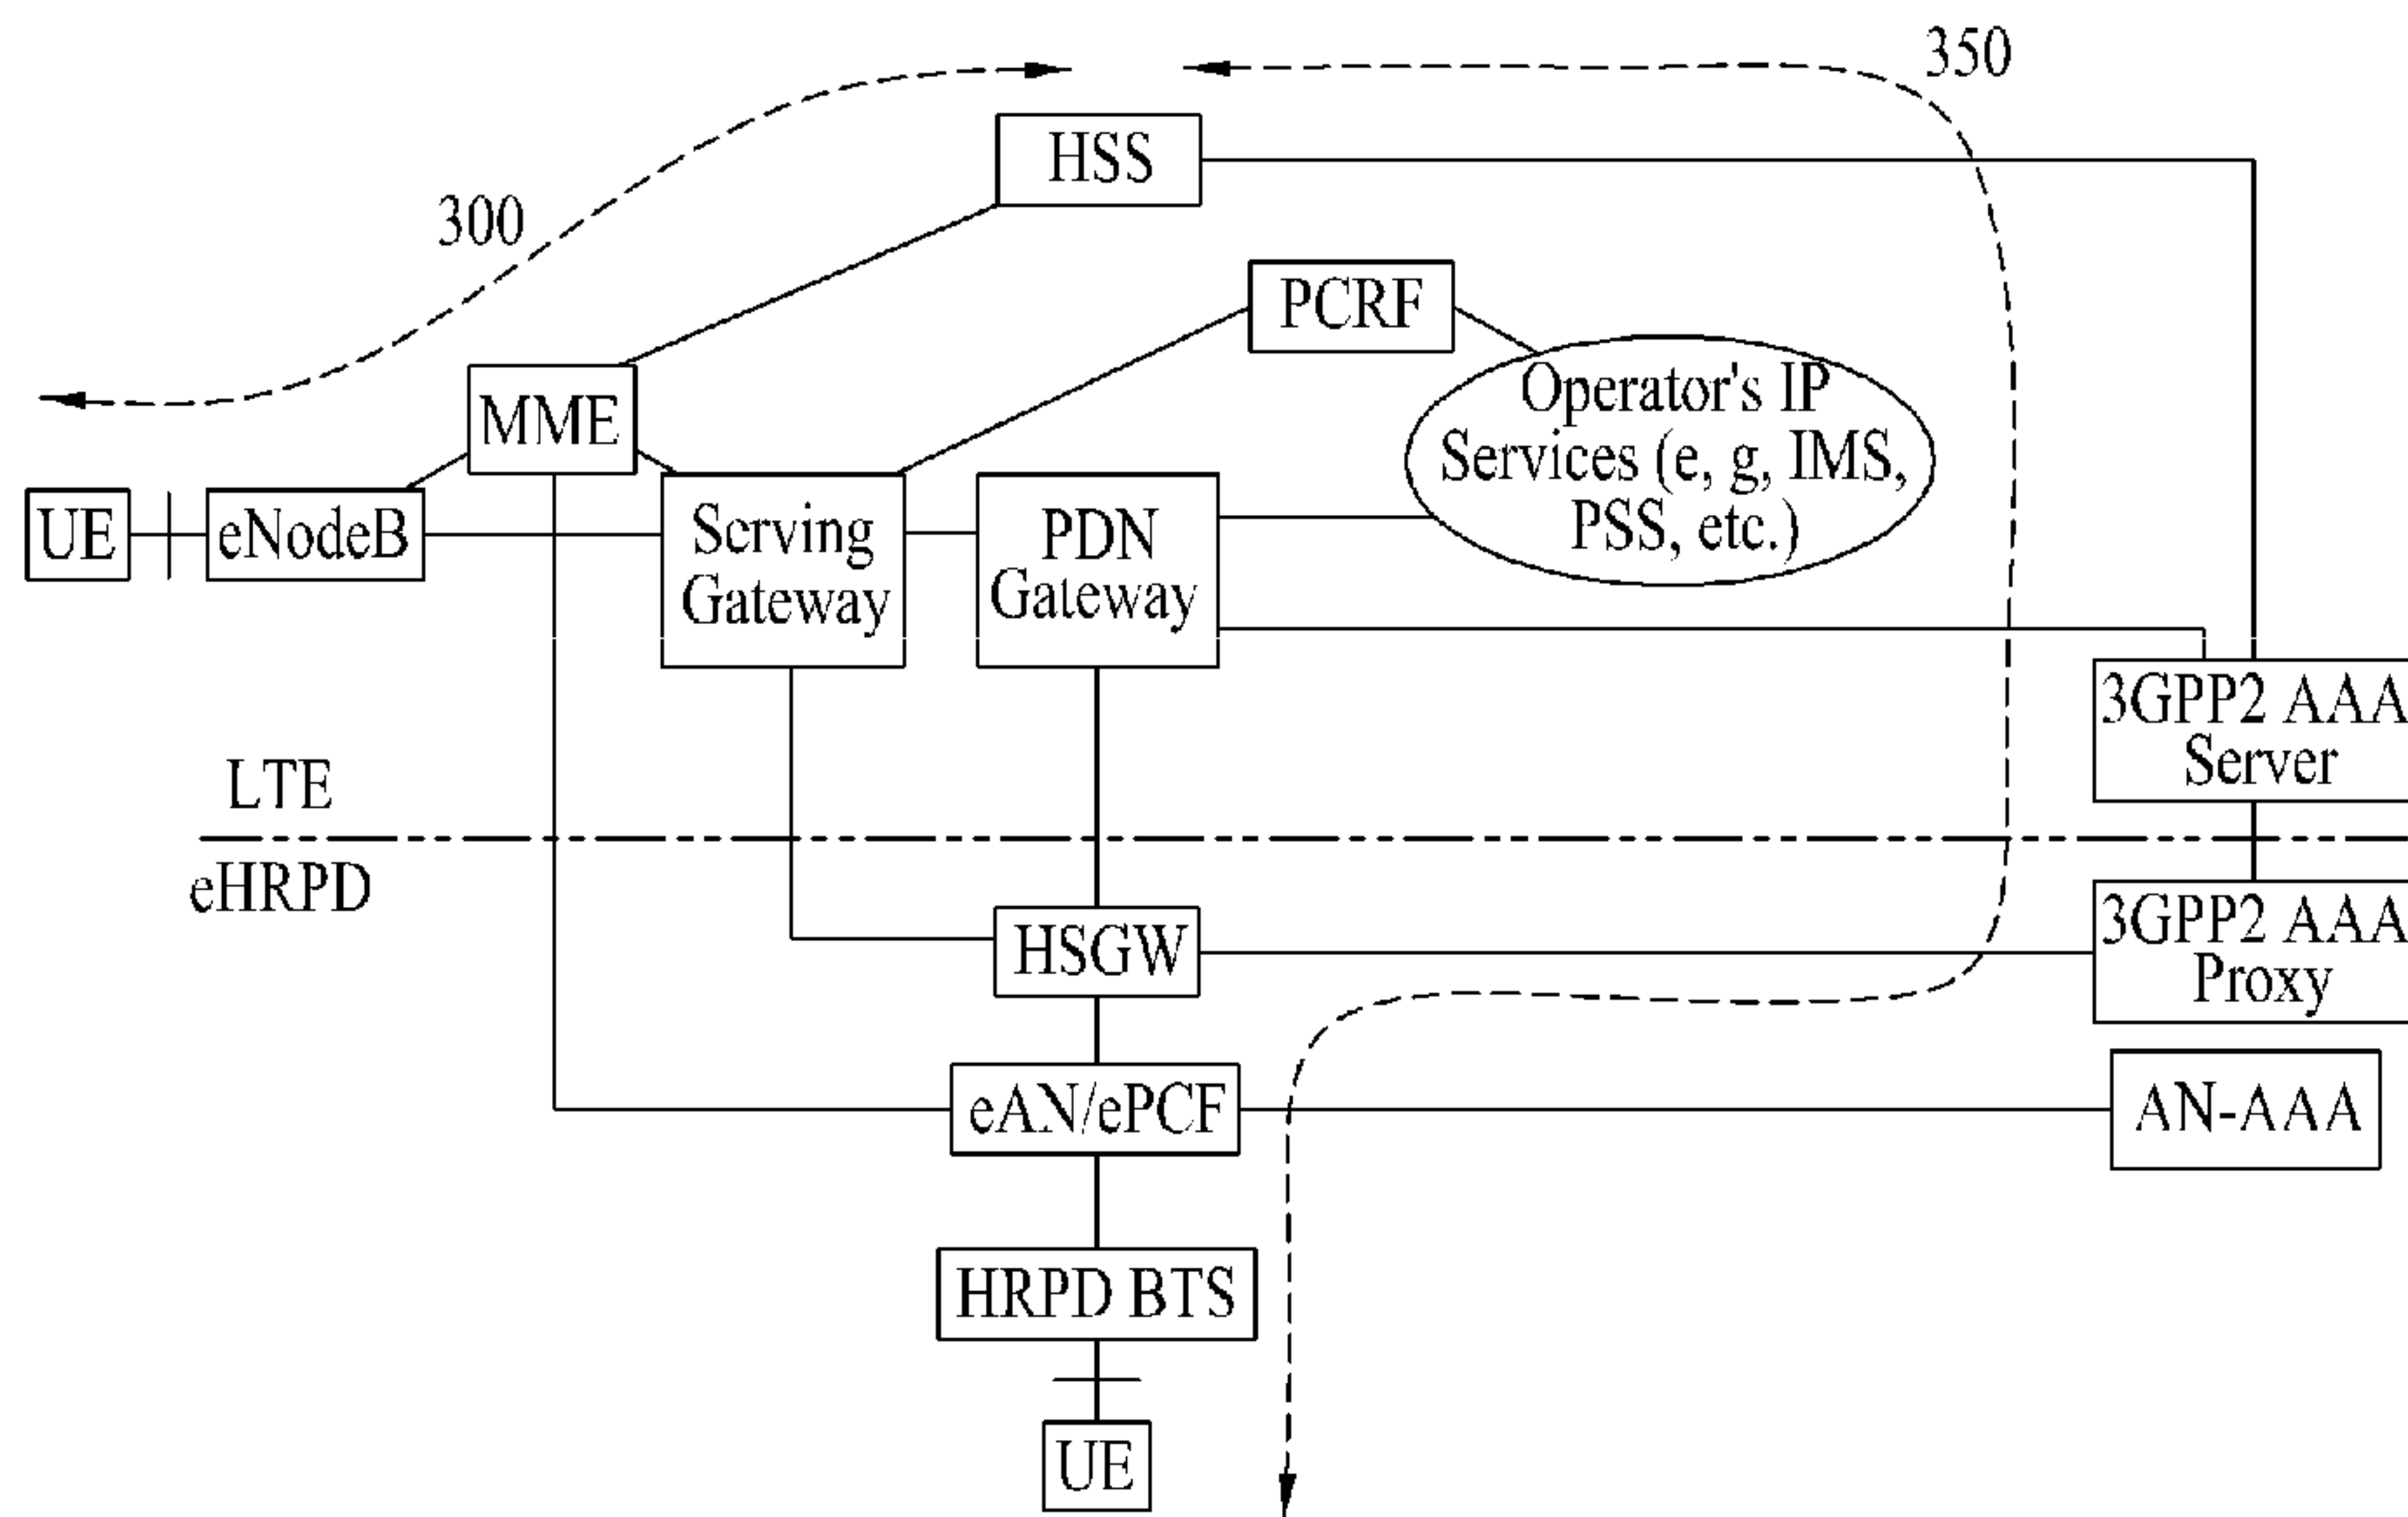 350
HSS
300
PCRF
Operator's IP
Services (e, g, IMS,
PSS, etc.)
MME
UE
eNodeB
Serving
Gateway
PDN
Gateway
3GPP2 AAA
Server
LTE
eHRPD
3GPP2 AAA
Proxy
HSGW
eAN/ePCF
AN-AAA
HRPD BTS
UE